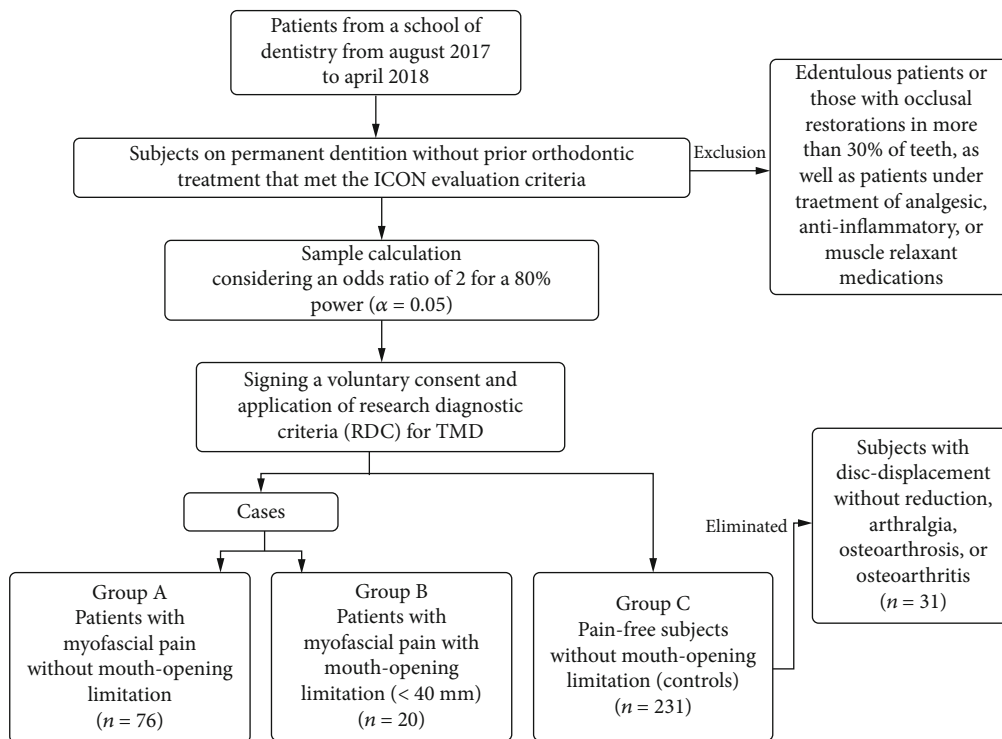 Patients from a school of
dentistry from august 2017
to april 2018
Subjects on permanent dentition without prior orthodontic
treatment that met the ICON evaluation criteria
Exclusion
Edentulous patients or
those with occlusal
restorations in more
than 30% of teeth, as
well as patients under
traetment of analgesic,
anti-inflammatory, or
muscle relaxant
medications
Sample calculation
considering an odds ratio of 2 for a 80%
power (α = 0.05)
Signing a voluntary consent and
application of research diagnostic
criteria (RDC) for TMD
Cases
Group A
Patients with
myofascial pain
without mouth-opening
limitation
(n = 76)
Group B
Patients with
myofascial pain with
mouth-opening
limitation (< 40 mm)
(n = 20)
Group C
Pain-free subjects
without mouth-opening
limitation (controls)
n = 231)
Eliminated
Subjects with
disc-displacement
without reduction,
arthralgia,
osteoarthrosis, or
osteoarthritis
(n = 31)